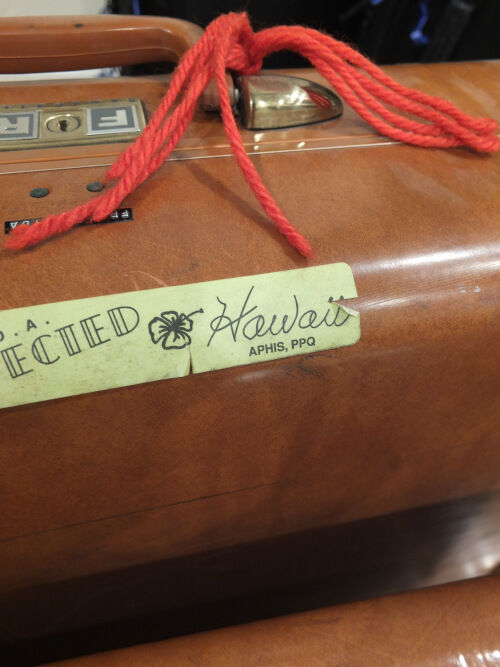 F
R
.D.A.
ECTED
Hawaii
APHIS, PPQ